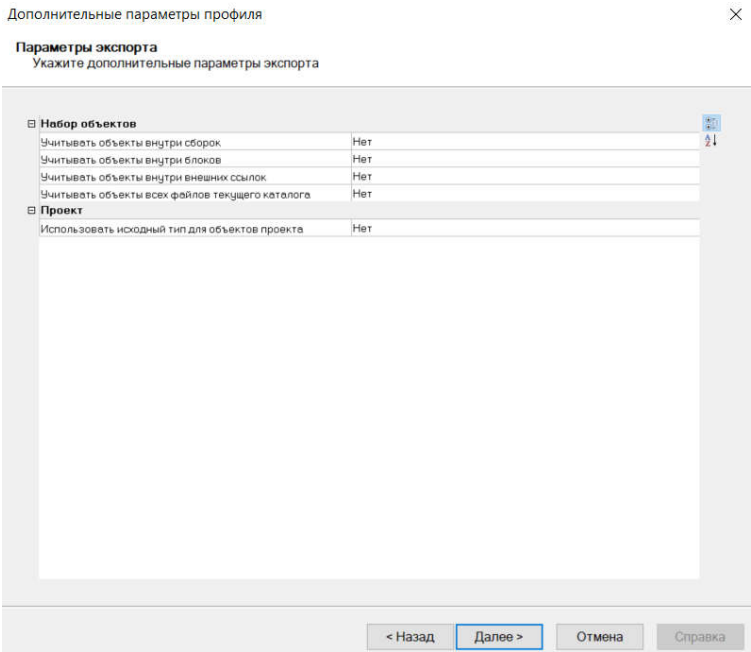 Дополнительные параметры профиля
Параметры экспорта
Укажите дополнительные параметры экспорта
Набор объектов
Учитывать объекты внутри сборок Нет
Учитывать объекты внутри блоков Нет
Учитывать объекты внутри внешних ссылок Нет
Учитывать объекты всех файлов текущего каталога Нет
Проект
Использовать исходный тип для объектов проекта Нет
< Назад Далее > Отмена Справка